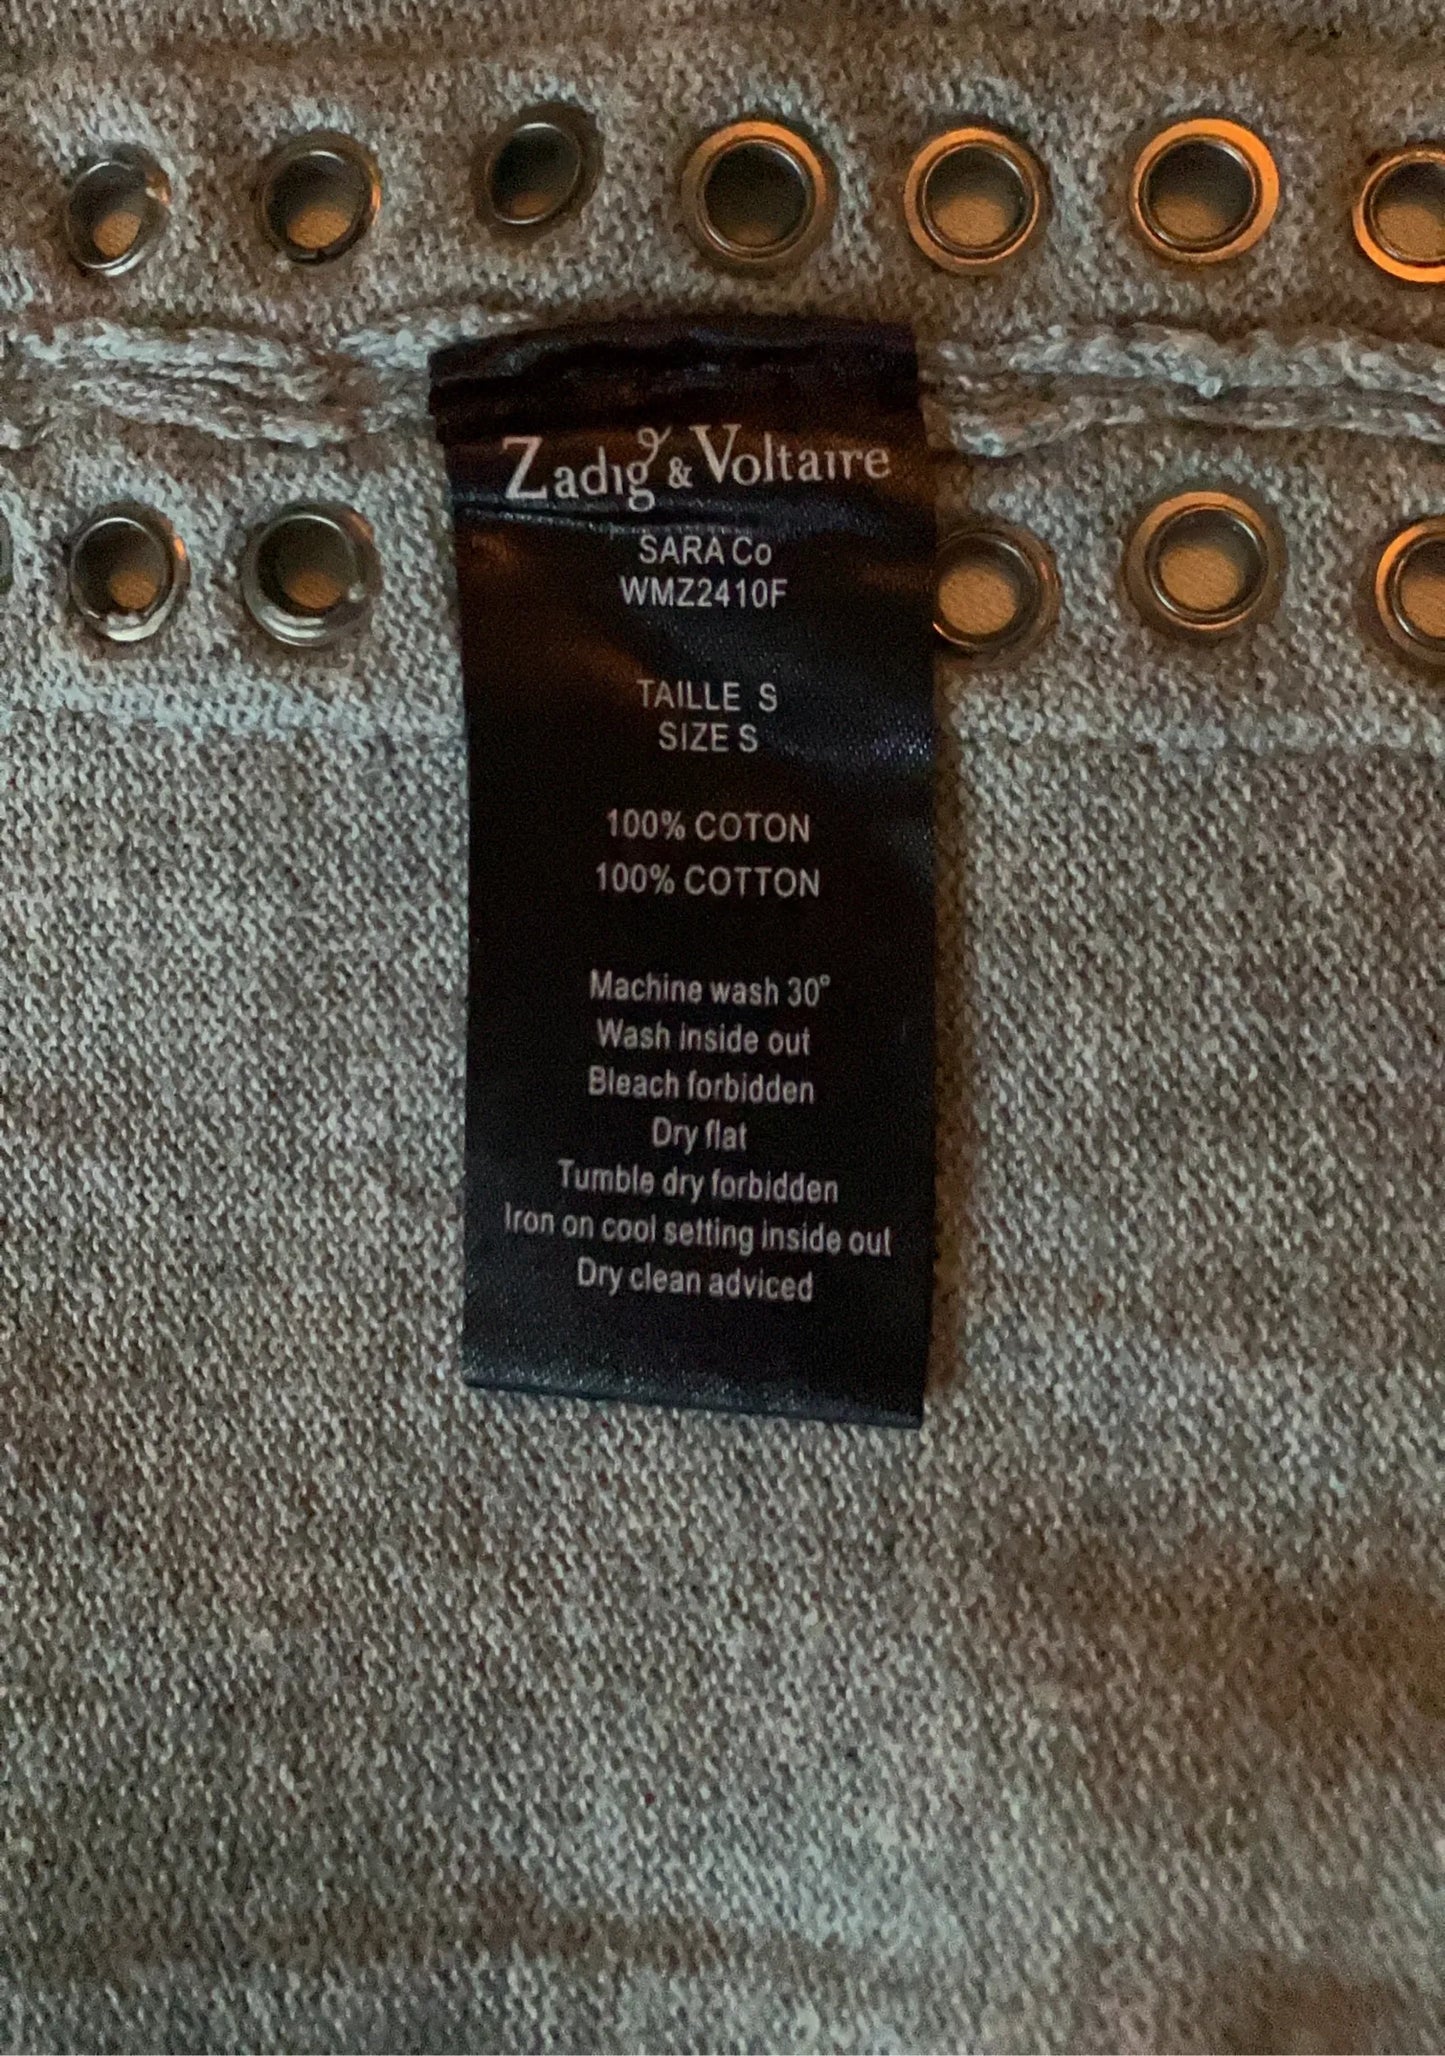 Zadig & Voltaire
SARA Co
WMZ2410F
TAILLE S
SIZE S
100% COTON
100% COTTON
Machine wash 30°
Wash inside out
Bleach forbidden
Dry flat
Tumble dry forbidden
Iron on cool setting inside out
Dry clean adviced